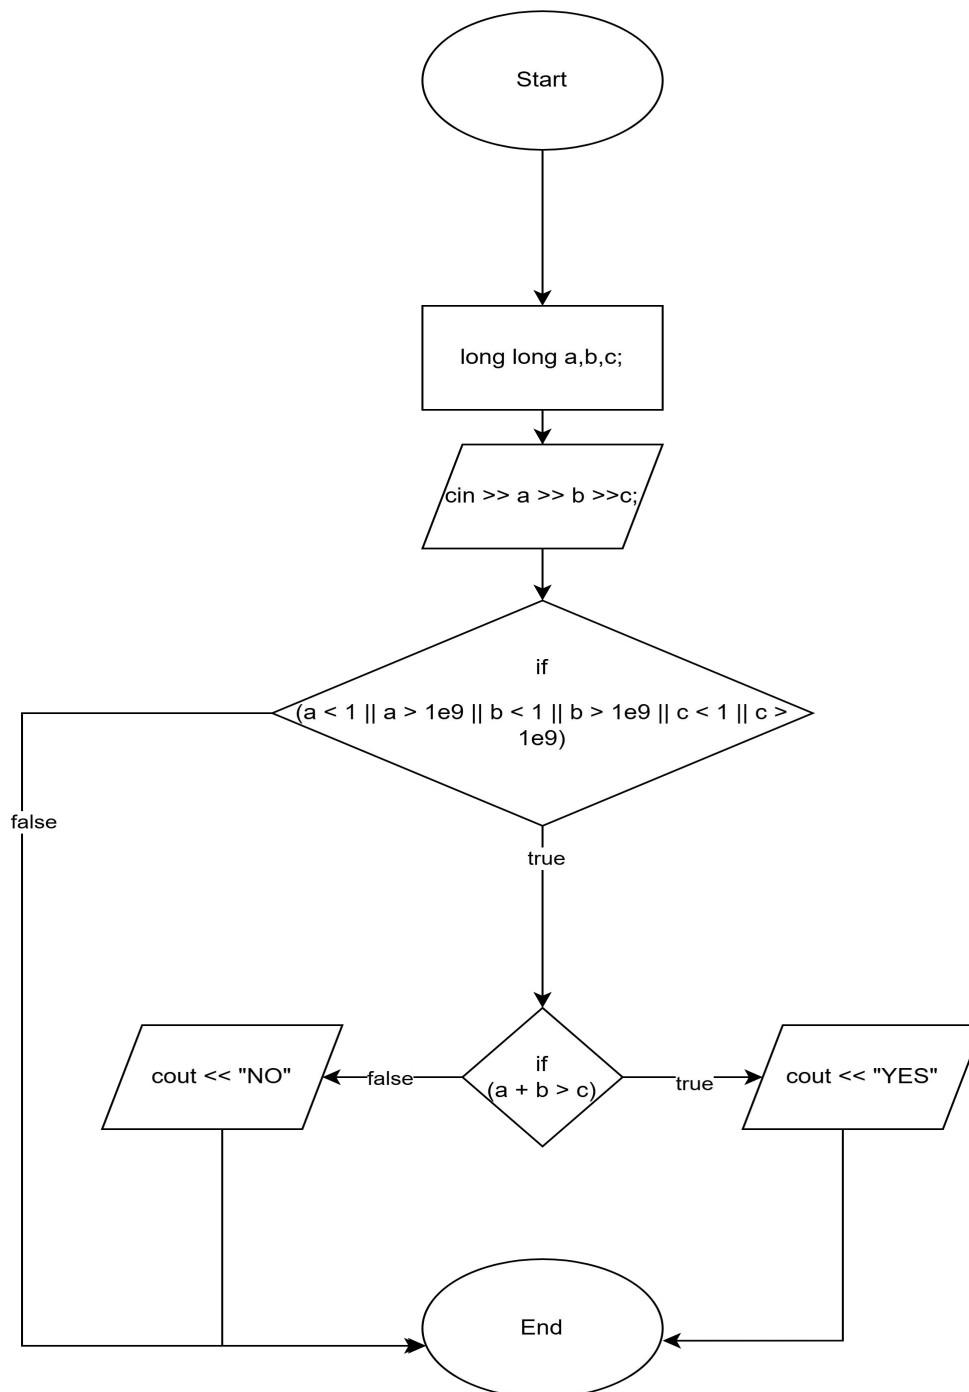 Start
long long a,b,c;
cin >> a >> b >>c;
if
(a < 1 || a > 1e9 || b < 1 || b > 1e9 || c < 1 || c >
1e9)
false
true
if
(a + b > c)
false
true
cout << "NO"
cout << "YES"
End